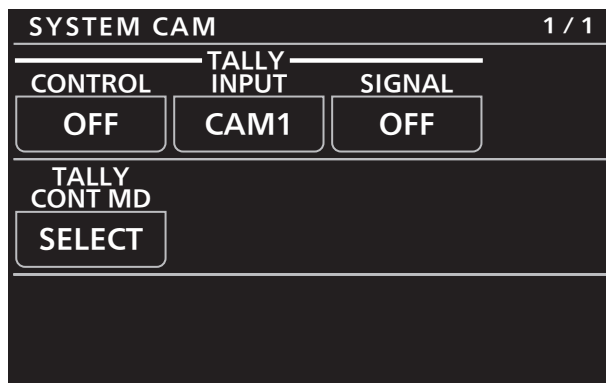 SYSTEM CAM 1 / 1
TALLY
CONTROL INPUT SIGNAL
OFF CAM1 OFF
TALLY
CONT MD
SELECT